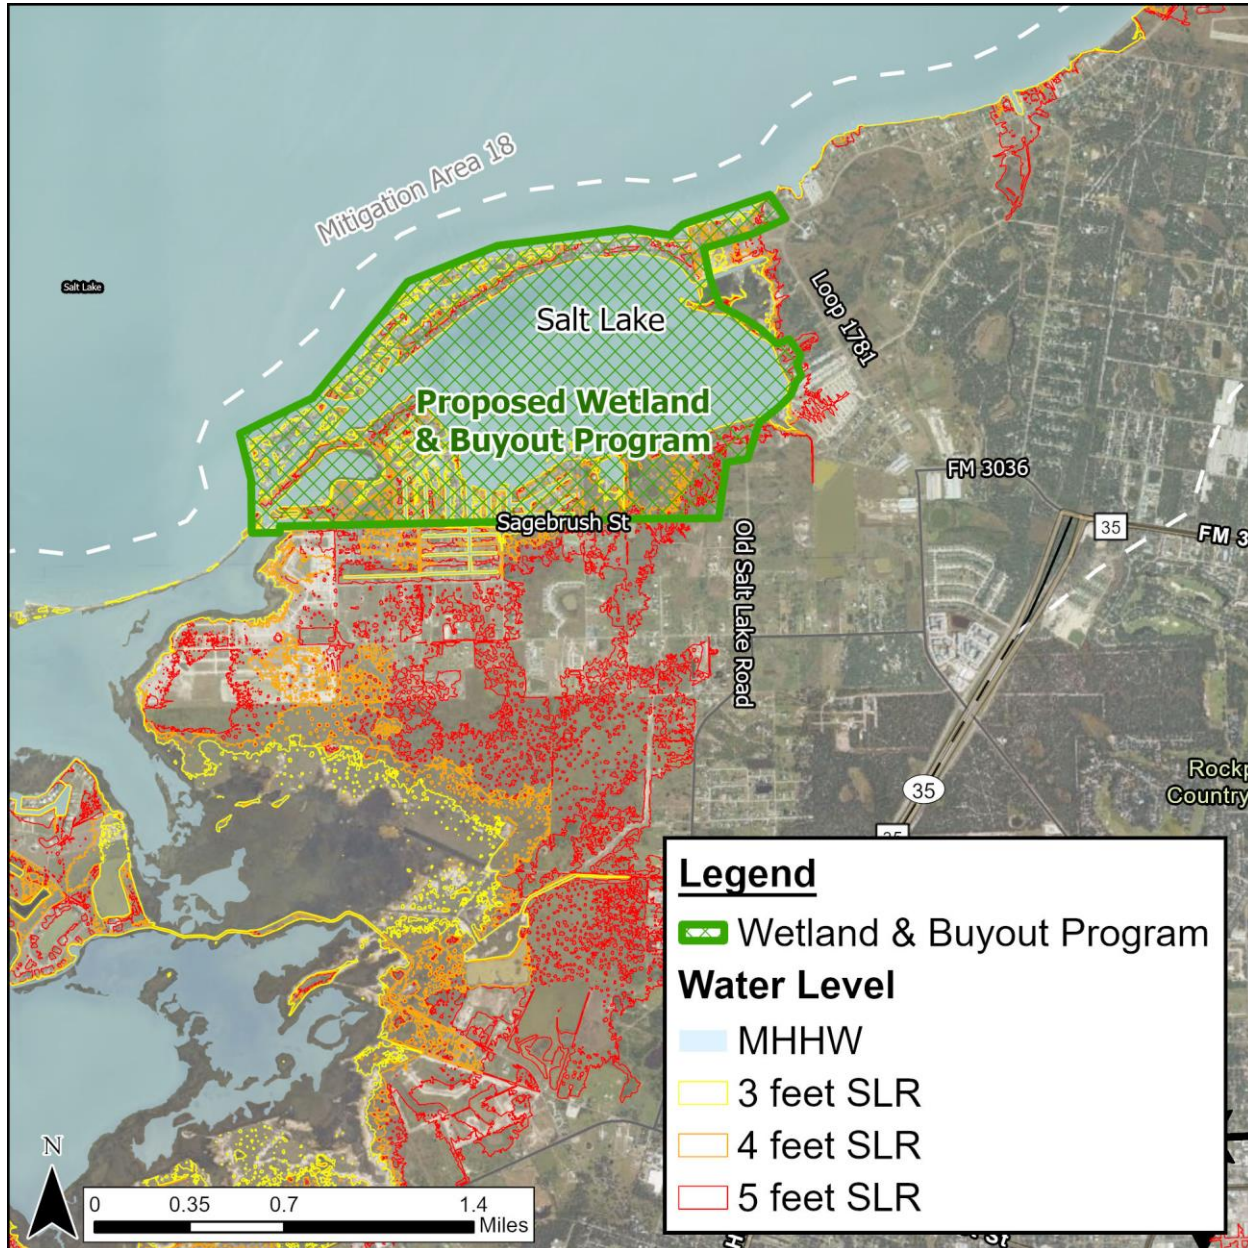 Mitigation Area 18
Salt Lake
Salt Lake
Loop 1781
Proposed Wetland
& Buyout Program
FM 3036
Sagebrush St
35
FM 3
Old Salt Lake Road
35
Rockp
Country
35
Legend
Wetland & Buyout Program
Water Level
MHHW
3 feet SLR
4 feet SLR
5 feet SLR
N
0 0.35 0.7 1.4
Miles
H
St